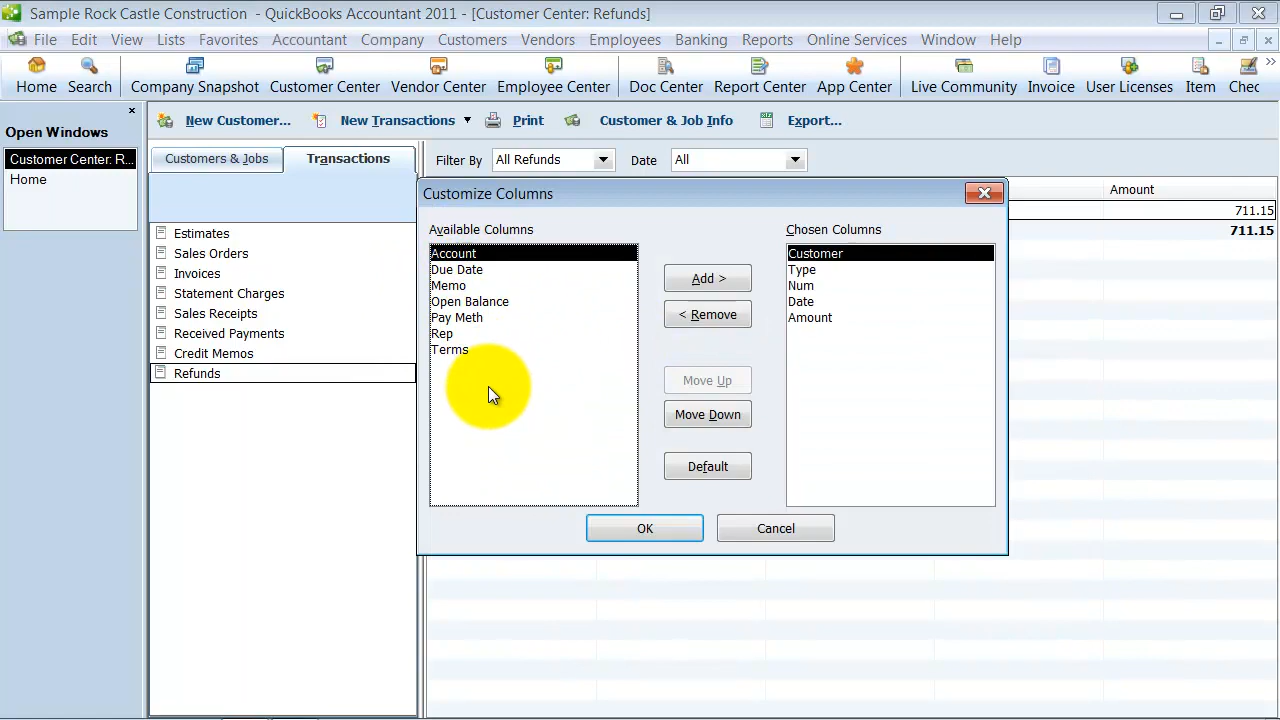 Sample Rock Castle Construction - QuickBooks Accountant 2011 - [Customer Center: Refunds]
File Edit View Lists Favorites Accountant Company Customers Vendors Employees Banking Reports Online Services Window Help
Home Search Company Snapshot Customer Center Vendor Center Employee Center Doc Center Report Center App Center Live Community Invoice User Licenses Item Chec
Open Windows
Customer Center: R...
Home
New Customer... New Transactions Print Customer & Job Info Export...
Customers & Jobs Transactions
Filter By All Refunds Date All
Estimates
Sales Orders
Invoices
Statement Charges
Sales Receipts
Received Payments
Credit Memos
Refunds
Amount
711.15
711.15
Customize Columns
Available Columns
Account
Due Date
Memo
Open Balance
Pay Meth
Rep
Terms
Add >
< Remove
Move Up
Move Down
Default
Chosen Columns
Customer
Type
Num
Date
Amount
OK Cancel